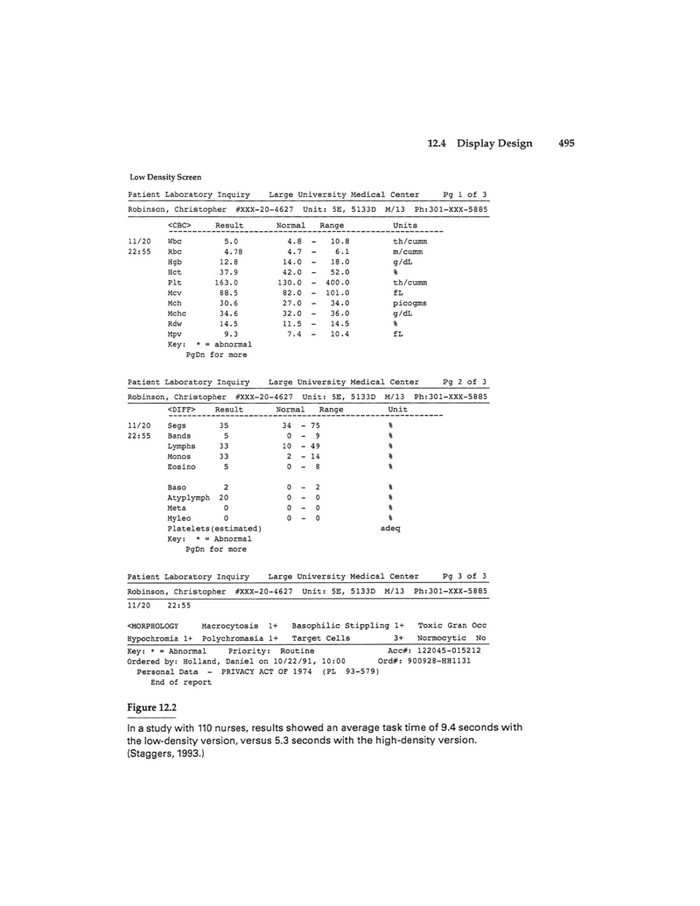 12.4 Display Design 495
Low Density Screen
Patient Laboratory Inquiry Large University Medical Center Pg 1 of 3
Robinson, Christopher #XXX-20-4627 Unit: 5E, 5133D M/13 Ph:301-XXX-5885
<CBC> Result Normal Range Units
11/20 Wbc 5.0 4.8 - 10.8 th/cumm
22:55 Rbc 4.78 4.7 - 6.1 m/cumm
Hgb 12.8 14.0 - 18.0 g/dL
Hct 37.9 42.0 - 52.0 %
Plt 163.0 130.0 - 400.0 th/cumm
Mcv 88.5 82.0 - 101.0 fL
Mch 30.6 27.0 - 34.0 picogms
Mchc 34.6 32.0 - 36.0 g/dL
Rdw 14.5 11.5 - 14.5 %
Mpv 9.3 7.4 - 10.4 fL
Key: * = abnormal
PgDn for more
Patient Laboratory Inquiry Large University Medical Center Pg 2 of 3
Robinson, Christopher #XXX-20-4627 Unit: 5E, 5133D M/13 Ph:301-XXX-5885
<DIFF> Result Normal Range Unit
11/20 Segs 35 34 - 75 %
22:55 Bands 5 0 - 9 %
Lymphs 33 10 - 49 %
Monos 33 2 - 14 %
Eosino 5 0 - 8 %
Baso 2 0 - 2 %
Atyplymph 20 0 - 0 %
Meta 0 0 - 0 %
Myleo 0 0 - 0 %
Platelets(estimated) adeq
Key: * = Abnormal
PgDn for more
Patient Laboratory Inquiry Large University Medical Center Pg 3 of 3
Robinson, Christopher #XXX-20-4627 Unit: 5E, 5133D M/13 Ph:301-XXX-5885
11/20 22:55
<MORPHOLOGY Macrocytosis 1+ Basophilic Stippling 1+ Toxic Gran Occ
Hypochromia 1+ Polychromasia 1+ Target Cells 3+ Normocytic No
Key: * = Abnormal Priority: Routine Acc#: 122045-015212
Ordered by: Holland, Daniel on 10/22/91, 10:00 Ord#: 900928-HH1131
Personal Data - PRIVACY ACT OF 1974 (PL 93-579)
End of report
Figure 12.2
In a study with 110 nurses, results showed an average task time of 9.4 seconds with
the low-density version, versus 5.3 seconds with the high-density version.
(Staggers, 1993.)